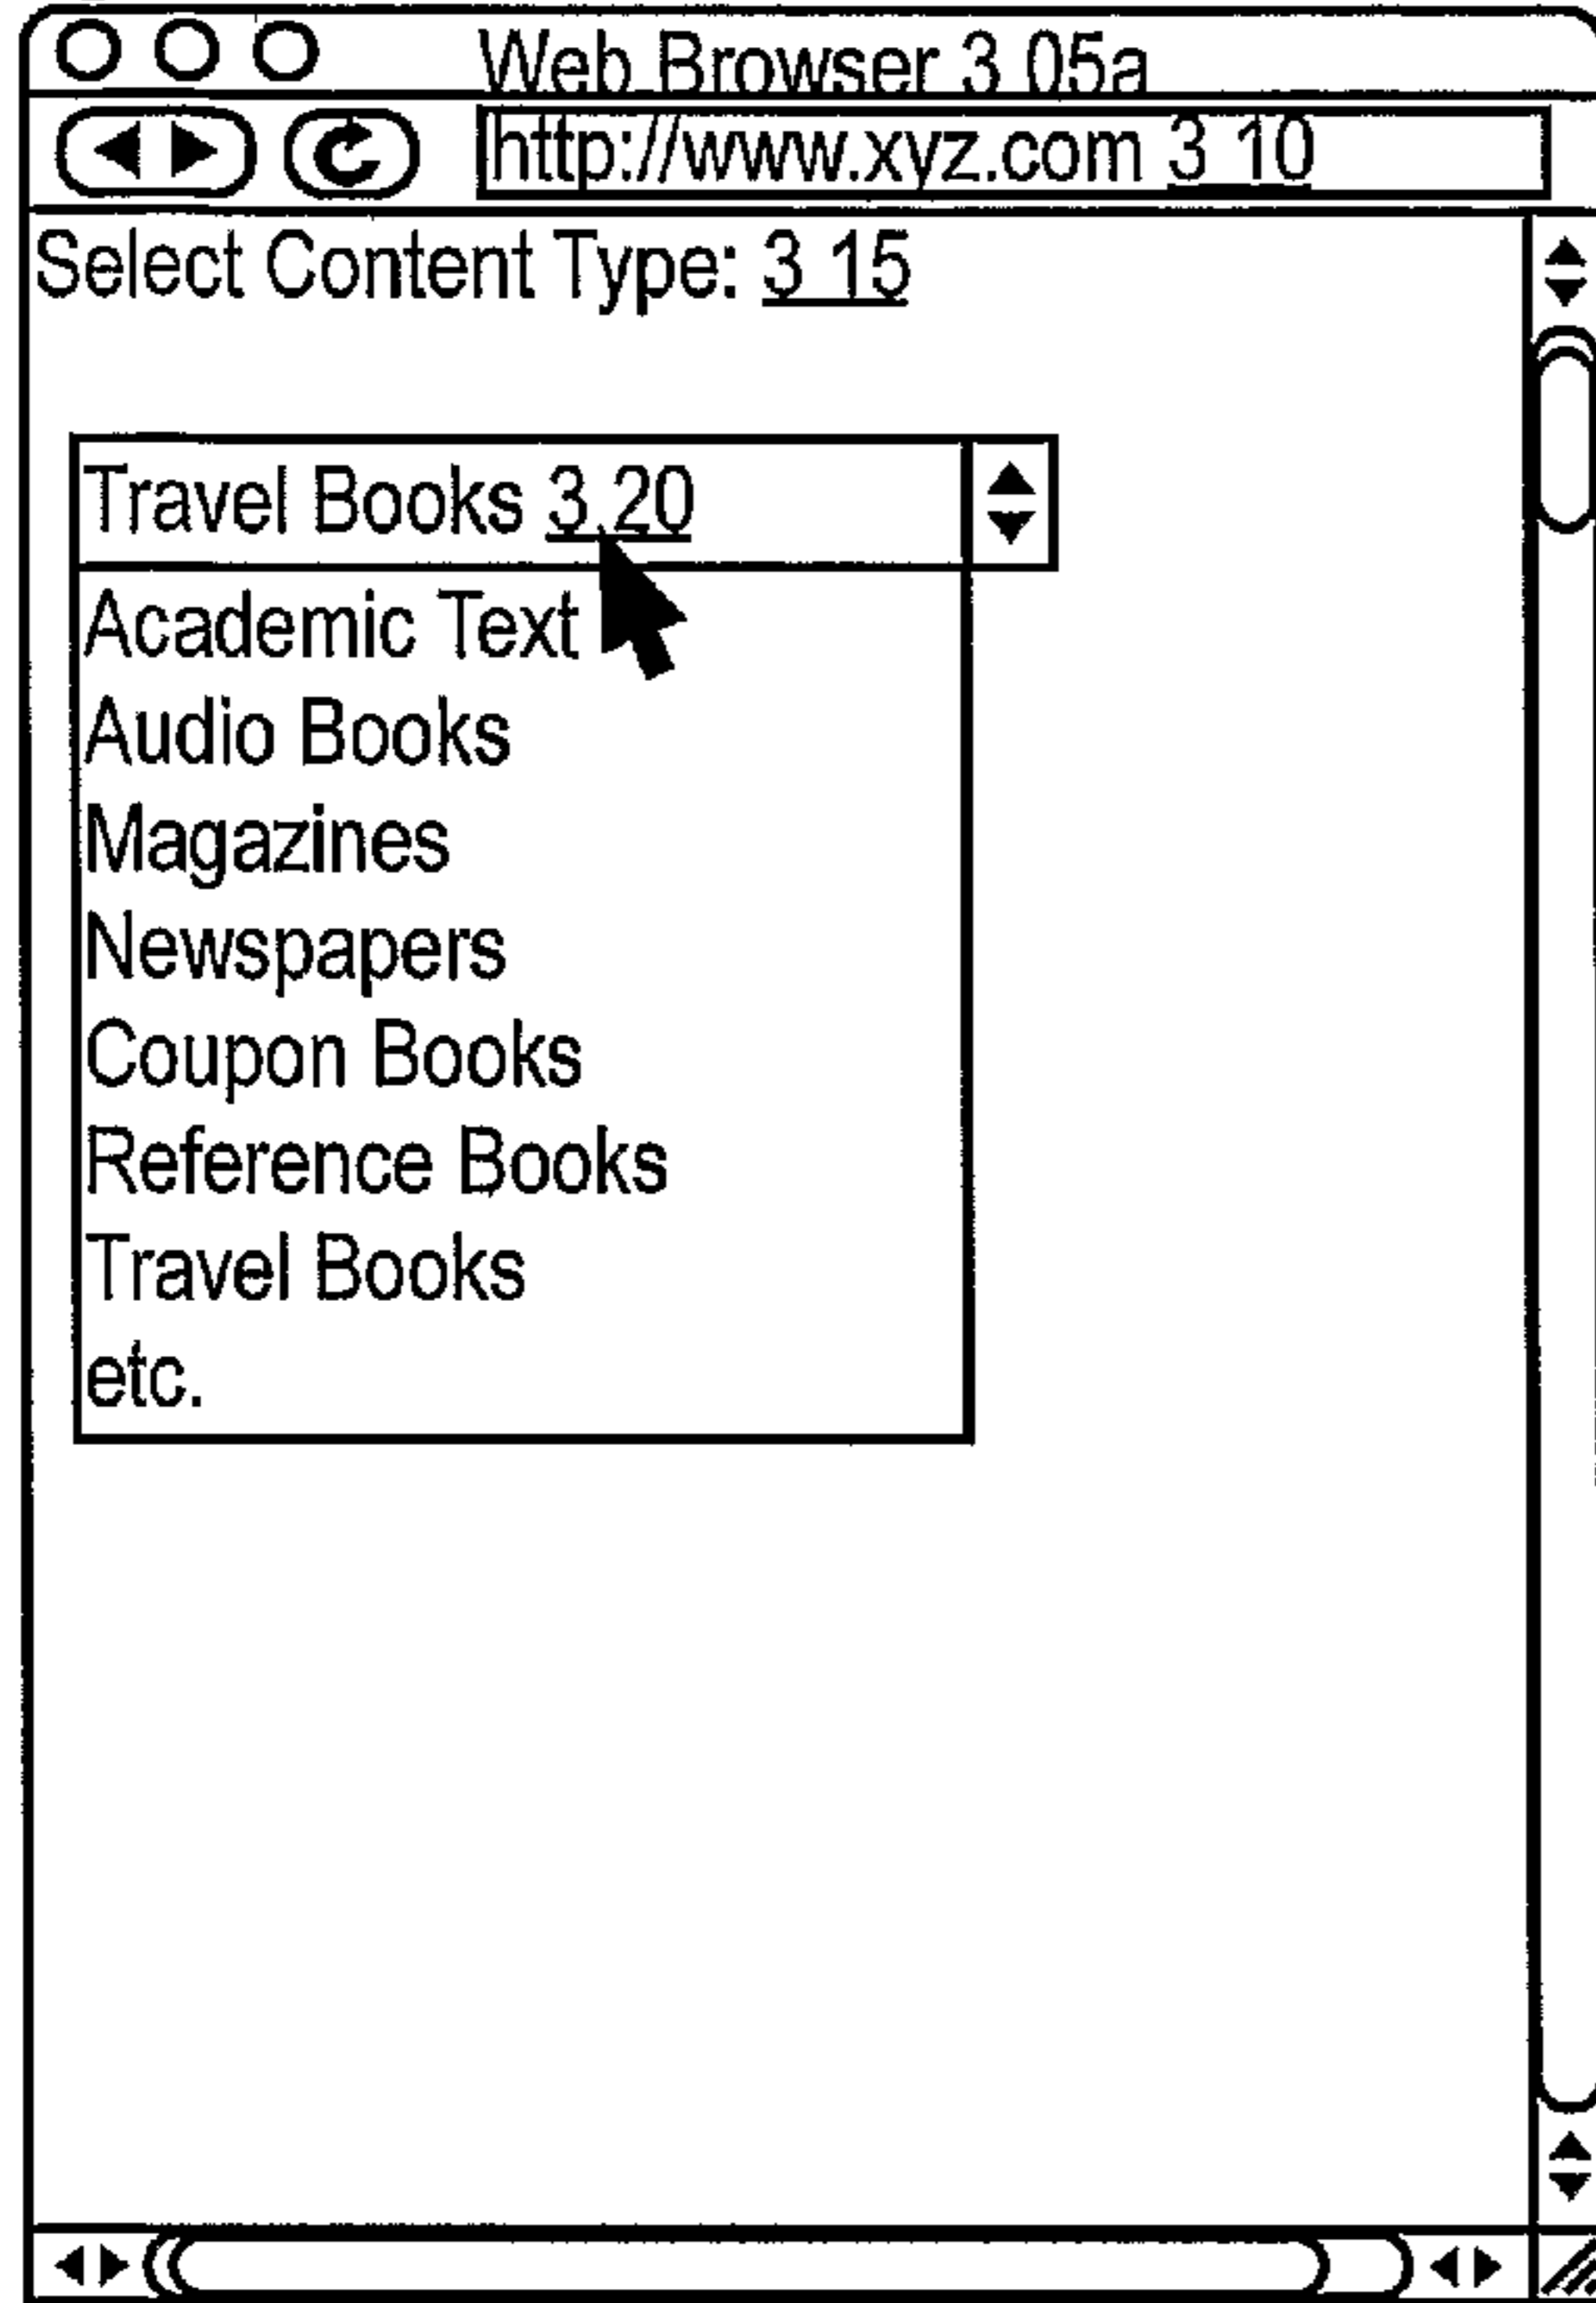 Web Browser 3 05a
http://www.xyz.com 3 10
Select Content Type: 3 15
Travel Books 3 20
Academic Text
Audio Books
Magazines
Newspapers
Coupon Books
Reference Books
Travel Books
etc.